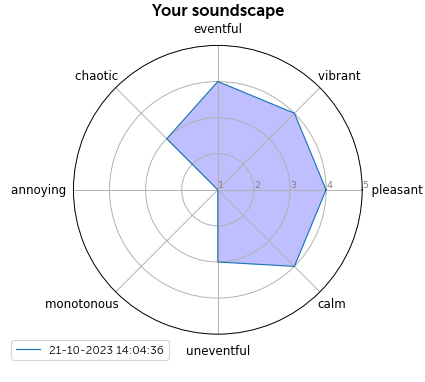 Your soundscape
eventful
chaotic
vibrant
annoying
1
2
3
4
5
pleasant
monotonous
calm
21-10-2023 14:04:36
uneventful